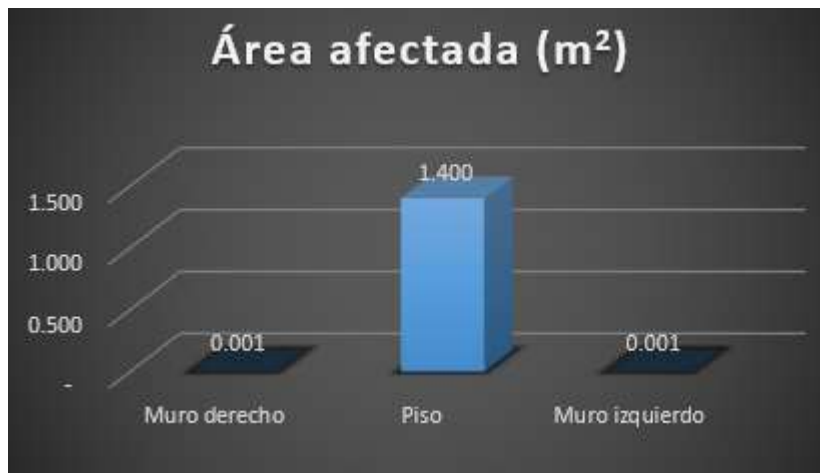 Área afectada (m²)
1.500
1.000
0.500
-
0.001
1.400
0.001
Muro derecho
Piso
Muro izquierdo